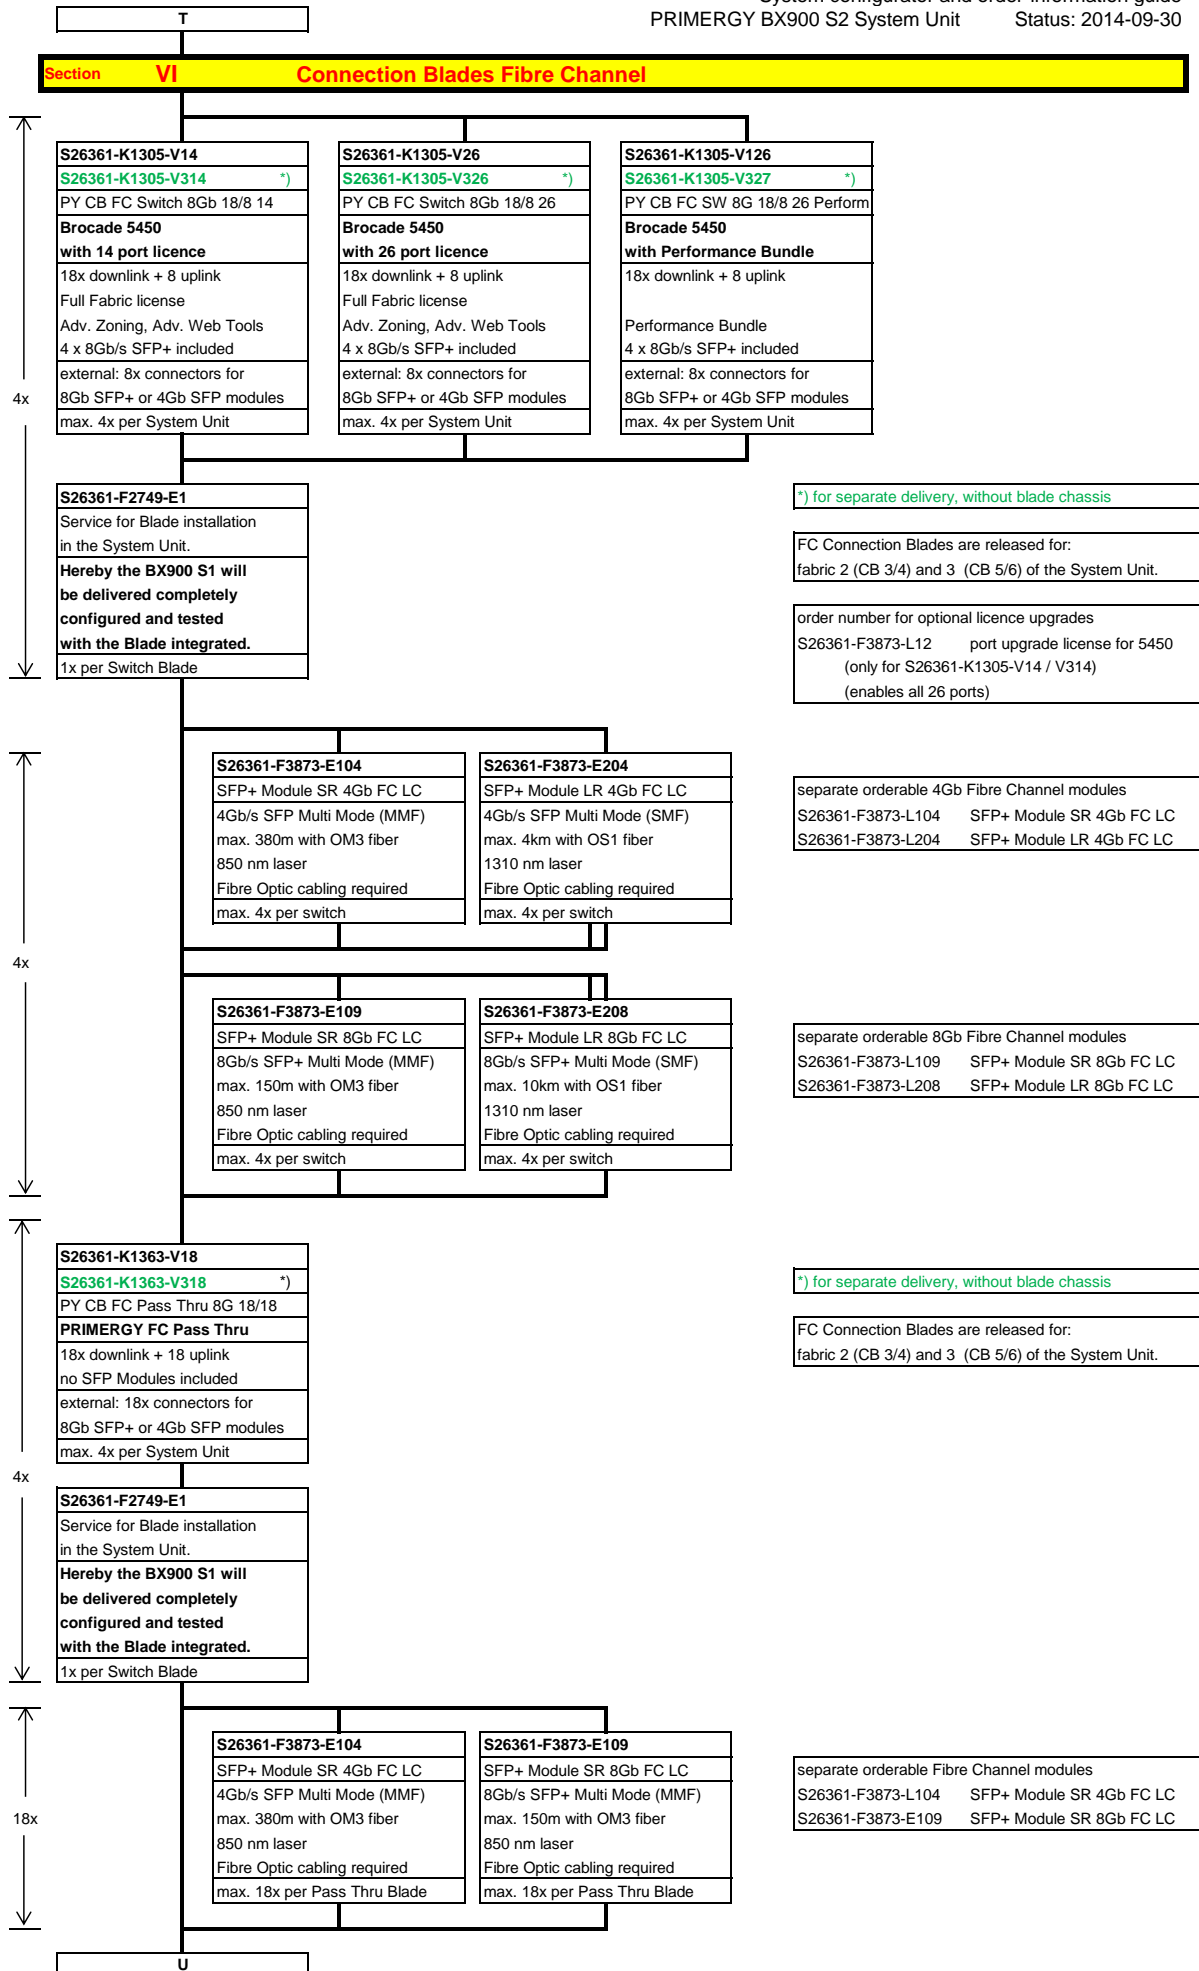 System configurator and order information guide
PRIMERGY BX900 S2 System Unit Status: 2014-09-30
T
Section VI Connection Blades Fibre Channel
S26361-K1305-V14
S26361-K1305-V314 *)
PY CB FC Switch 8Gb 18/8 14
Brocade 5450
with 14 port licence
18x downlink + 8 uplink
Full Fabric license
Adv. Zoning, Adv. Web Tools
4 x 8Gb/s SFP+ included
external: 8x connectors for
8Gb SFP+ or 4Gb SFP modules
max. 4x per System Unit
S26361-K1305-V26
S26361-K1305-V326 *)
PY CB FC Switch 8Gb 18/8 26
Brocade 5450
with 26 port licence
18x downlink + 8 uplink
Full Fabric license
Adv. Zoning, Adv. Web Tools
4 x 8Gb/s SFP+ included
external: 8x connectors for
8Gb SFP+ or 4Gb SFP modules
max. 4x per System Unit
S26361-K1305-V126
S26361-K1305-V327 *)
PY CB FC SW 8G 18/8 26 Perform
Brocade 5450
with Performance Bundle
18x downlink + 8 uplink
Performance Bundle
4 x 8Gb/s SFP+ included
external: 8x connectors for
8Gb SFP+ or 4Gb SFP modules
max. 4x per System Unit
4x
S26361-F2749-E1
Service for Blade installation
in the System Unit.
Hereby the BX900 S1 will
be delivered completely
configured and tested
with the Blade integrated.
1x per Switch Blade
*) for separate delivery, without blade chassis
FC Connection Blades are released for:
fabric 2 (CB 3/4) and 3 (CB 5/6) of the System Unit.
order number for optional licence upgrades
S26361-F3873-L12 port upgrade license for 5450
(only for S26361-K1305-V14 / V314)
(enables all 26 ports)
S26361-F3873-E104
SFP+ Module SR 4Gb FC LC
4Gb/s SFP Multi Mode (MMF)
max. 380m with OM3 fiber
850 nm laser
Fibre Optic cabling required
max. 4x per switch
S26361-F3873-E204
SFP+ Module LR 4Gb FC LC
4Gb/s SFP Multi Mode (SMF)
max. 4km with OS1 fiber
1310 nm laser
Fibre Optic cabling required
max. 4x per switch
separate orderable 4Gb Fibre Channel modules
S26361-F3873-L104 SFP+ Module SR 4Gb FC LC
S26361-F3873-L204 SFP+ Module LR 4Gb FC LC
4x
S26361-F3873-E109
SFP+ Module SR 8Gb FC LC
8Gb/s SFP+ Multi Mode (MMF)
max. 150m with OM3 fiber
850 nm laser
Fibre Optic cabling required
max. 4x per switch
S26361-F3873-E208
SFP+ Module LR 8Gb FC LC
8Gb/s SFP+ Multi Mode (SMF)
max. 10km with OS1 fiber
1310 nm laser
Fibre Optic cabling required
max. 4x per switch
separate orderable 8Gb Fibre Channel modules
S26361-F3873-L109 SFP+ Module SR 8Gb FC LC
S26361-F3873-L208 SFP+ Module LR 8Gb FC LC
S26361-K1363-V18
S26361-K1363-V318 *)
PY CB FC Pass Thru 8G 18/18
PRIMERGY FC Pass Thru
18x downlink + 18 uplink
no SFP Modules included
external: 18x connectors for
8Gb SFP+ or 4Gb SFP modules
max. 4x per System Unit
*) for separate delivery, without blade chassis
FC Connection Blades are released for:
fabric 2 (CB 3/4) and 3 (CB 5/6) of the System Unit.
4x
S26361-F2749-E1
Service for Blade installation
in the System Unit.
Hereby the BX900 S1 will
be delivered completely
configured and tested
with the Blade integrated.
1x per Switch Blade
S26361-F3873-E104
SFP+ Module SR 4Gb FC LC
4Gb/s SFP Multi Mode (MMF)
max. 380m with OM3 fiber
850 nm laser
Fibre Optic cabling required
max. 18x per Pass Thru Blade
S26361-F3873-E109
SFP+ Module SR 8Gb FC LC
8Gb/s SFP+ Multi Mode (MMF)
max. 150m with OM3 fiber
850 nm laser
Fibre Optic cabling required
max. 18x per Pass Thru Blade
separate orderable Fibre Channel modules
S26361-F3873-L104 SFP+ Module SR 4Gb FC LC
S26361-F3873-E109 SFP+ Module SR 8Gb FC LC
18x
U